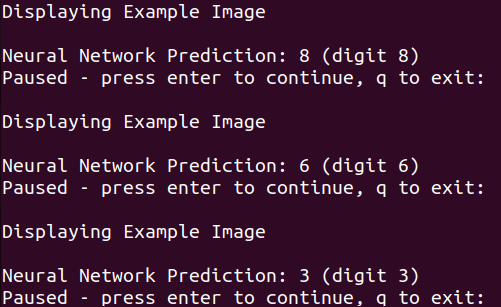 Displaying Example Image
Neural Network Prediction: 8 (digit 8)
Paused - press enter to continue, q to exit:
Displaying Example Image
Neural Network Prediction: 6 (digit 6)
Paused - press enter to continue, q to exit:
Displaying Example Image
Neural Network Prediction: 3 (digit 3)
Paused - press enter to continue, q to exit: